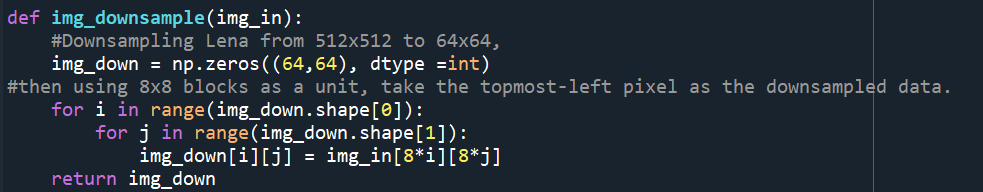 def img_downsample(img_in):
    #Downsampling Lena from 512x512 to 64x64,
    img_down = np.zeros((64,64), dtype =int)
#then using 8x8 blocks as a unit, take the topmost-left pixel as the downsampled data.
    for i in range(img_down.shape[0]):
        for j in range(img_down.shape[1]):
            img_down[i][j] = img_in[8*i][8*j]
    return img_down